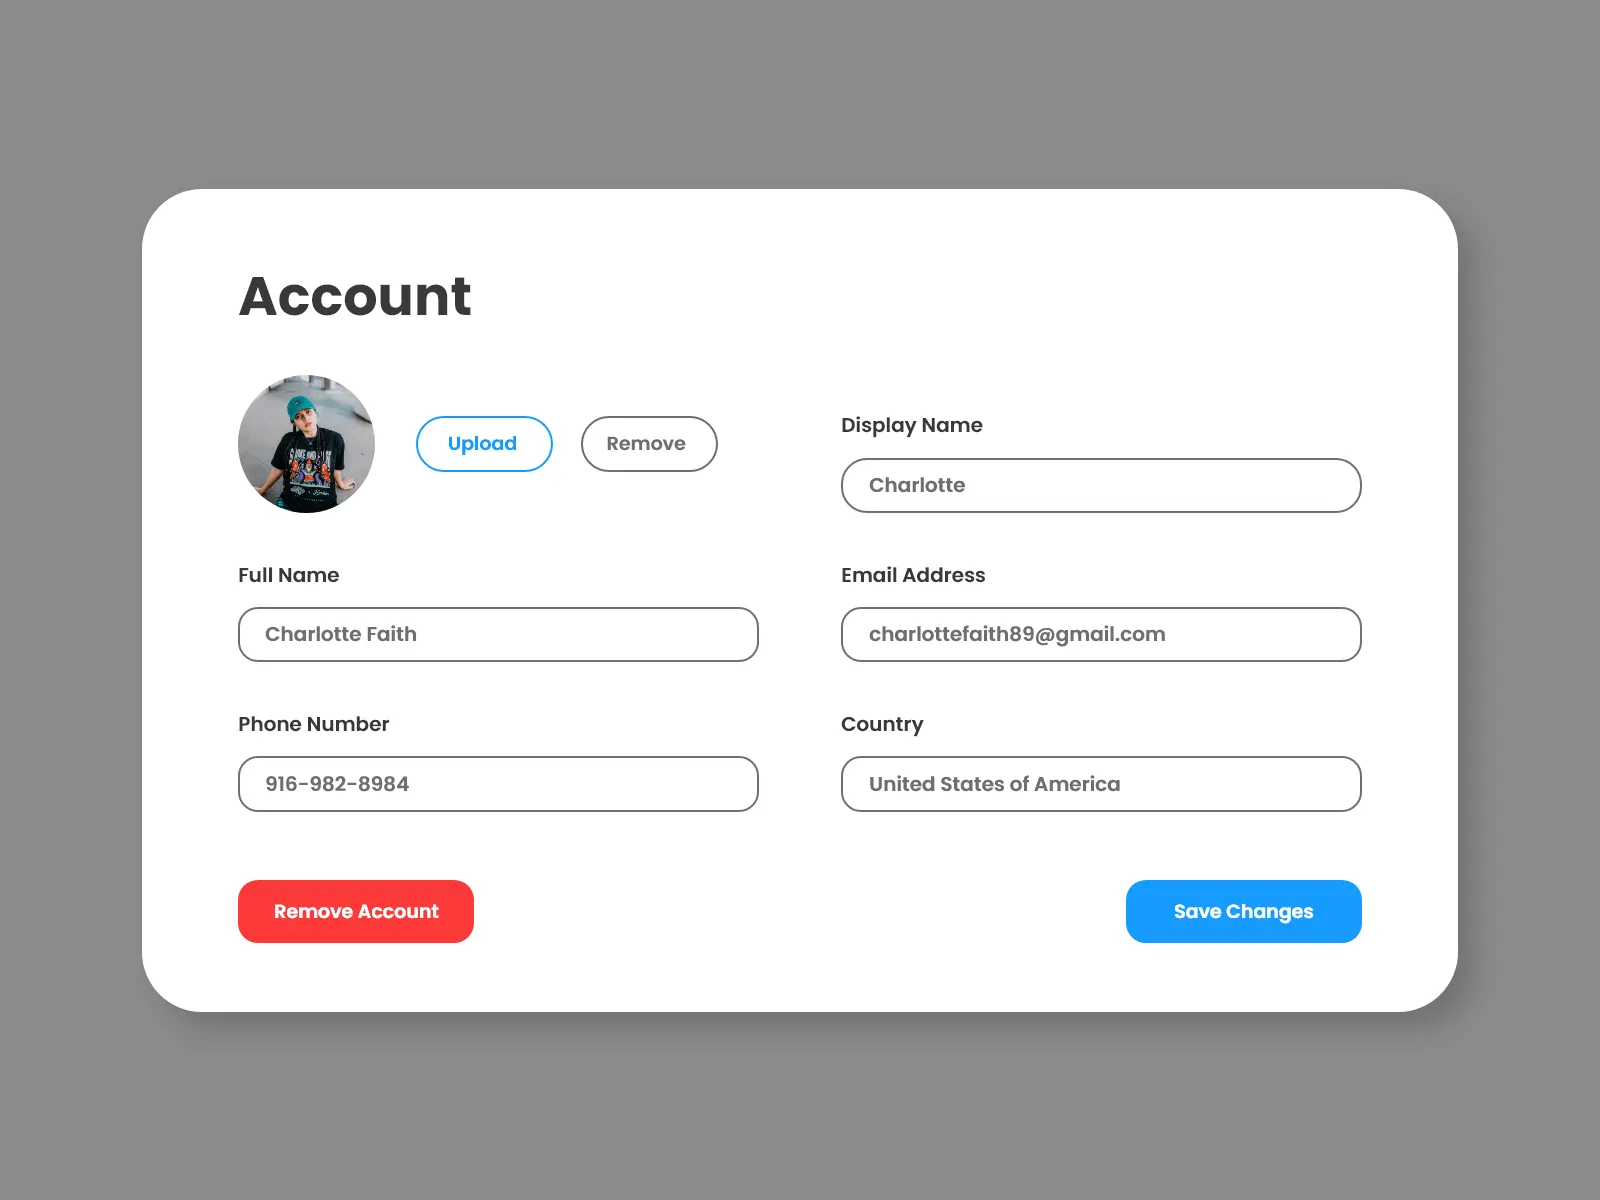 Account
Upload
Remove
Display Name
Charlotte
Full Name
Charlotte Faith
Email Address
charlottefaith89@gmail.com
Phone Number
916-982-8984
Country
United States of America
Remove Account
Save Changes